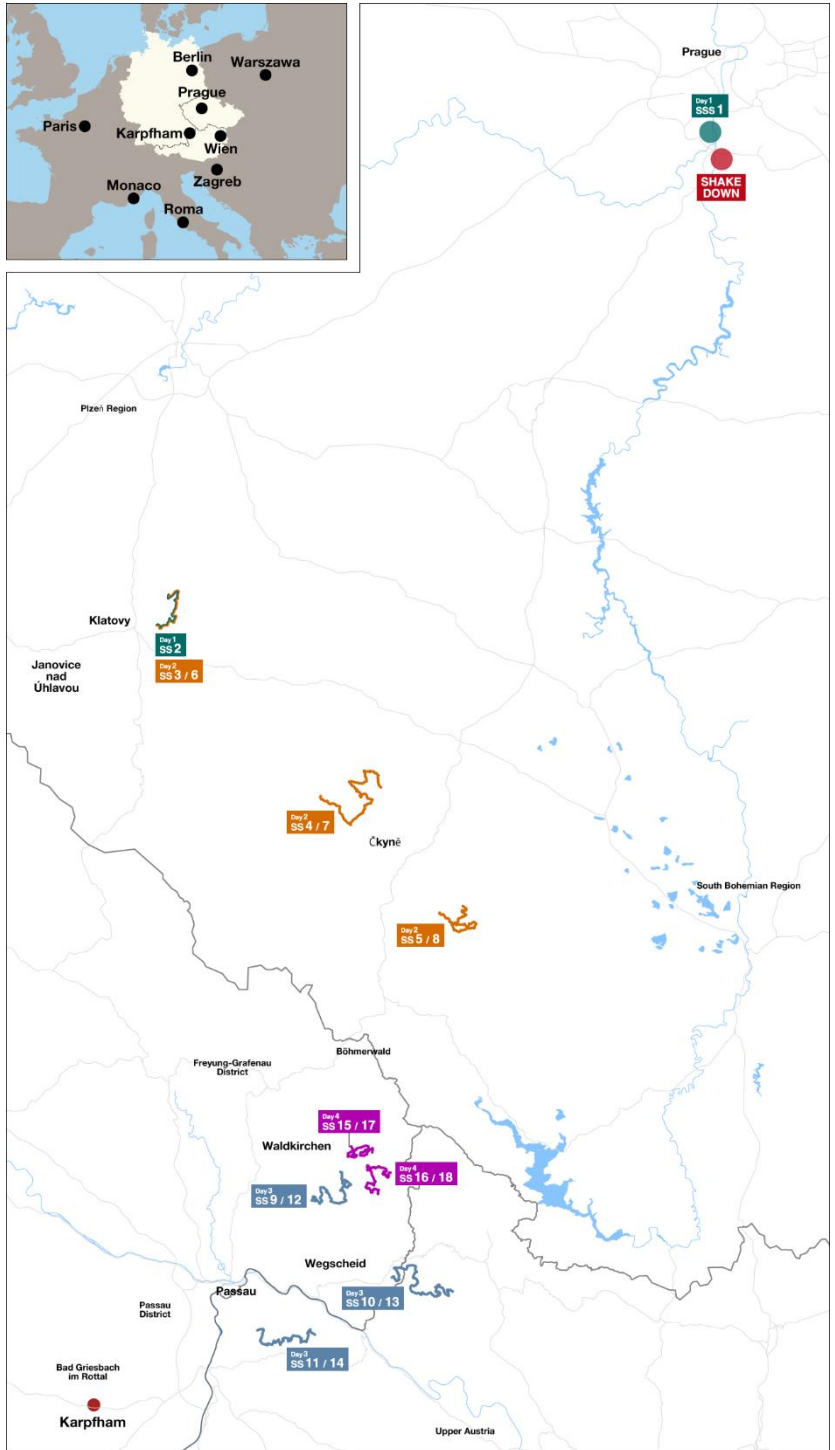 Berlin
Warszawa
Prague
Paris
Karpfham
Wien
Zagreb
Monaco
Roma
Prague
Day 1
SSS 1
SHAKE
DOWN
Plzeň Region
Klatovy
Day 1
SS 2
Janovice
nad
Úhlavou
Day 2
SS 3 / 6
Day 2
SS 4 / 7
Čkyně
South Bohemian Region
Day 2
SS 5 / 8
Böhmerwald
Freyung-Grafenau
District
Day 4
SS 15 / 17
Waldkirchen
Day 4
SS 16 / 18
Day 3
SS 9 / 12
Wegscheid
Passau
Day 3
SS 10 / 13
Passau
District
Day 3
SS 11 / 14
Bad Griesbach
im Rottal
Karpfham
Upper Austria